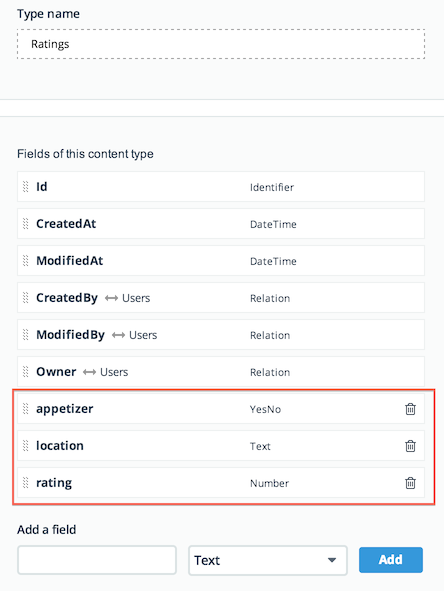 Type name
Ratings
Fields of this content type
Id Identifier
CreatedAt DateTime
ModifiedAt DateTime
CreatedBy ↔ Users Relation
ModifiedBy ↔ Users Relation
Owner ↔ Users Relation
appetizer YesNo
location Text
rating Number
Add a field
Text Add